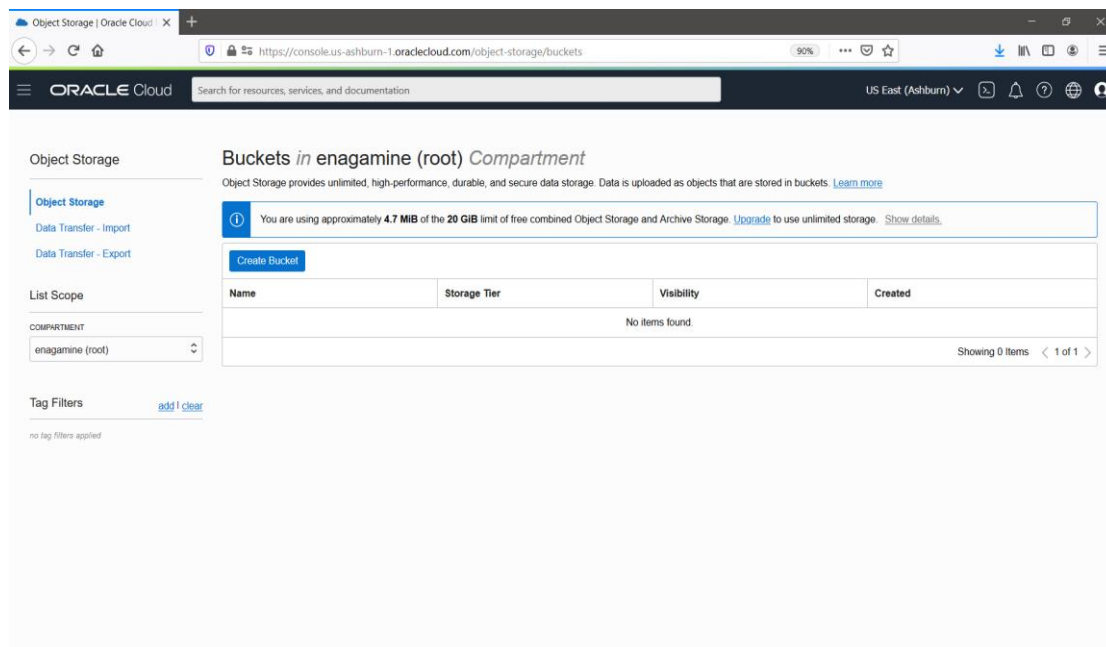 Object Storage | Oracle Cloud
https://console.us-ashburn-1.oraclecloud.com/object-storage/buckets
90%
ORACLE Cloud
Search for resources, services, and documentation
US East (Ashburn)
Object Storage
Object Storage
Data Transfer - Import
Data Transfer - Export
List Scope
COMPARTMENT
enagamine (root)
Tag Filters
add | clear
no tag filters applied
Buckets in enagamine (root) Compartment
Object Storage provides unlimited, high-performance, durable, and secure data storage. Data is uploaded as objects that are stored in buckets. Learn more
You are using approximately 4.7 MiB of the 20 GiB limit of free combined Object Storage and Archive Storage. Upgrade to use unlimited storage. Show details.
Create Bucket
Name Storage Tier Visibility Created
No items found.
Showing 0 Items < 1 of 1 >